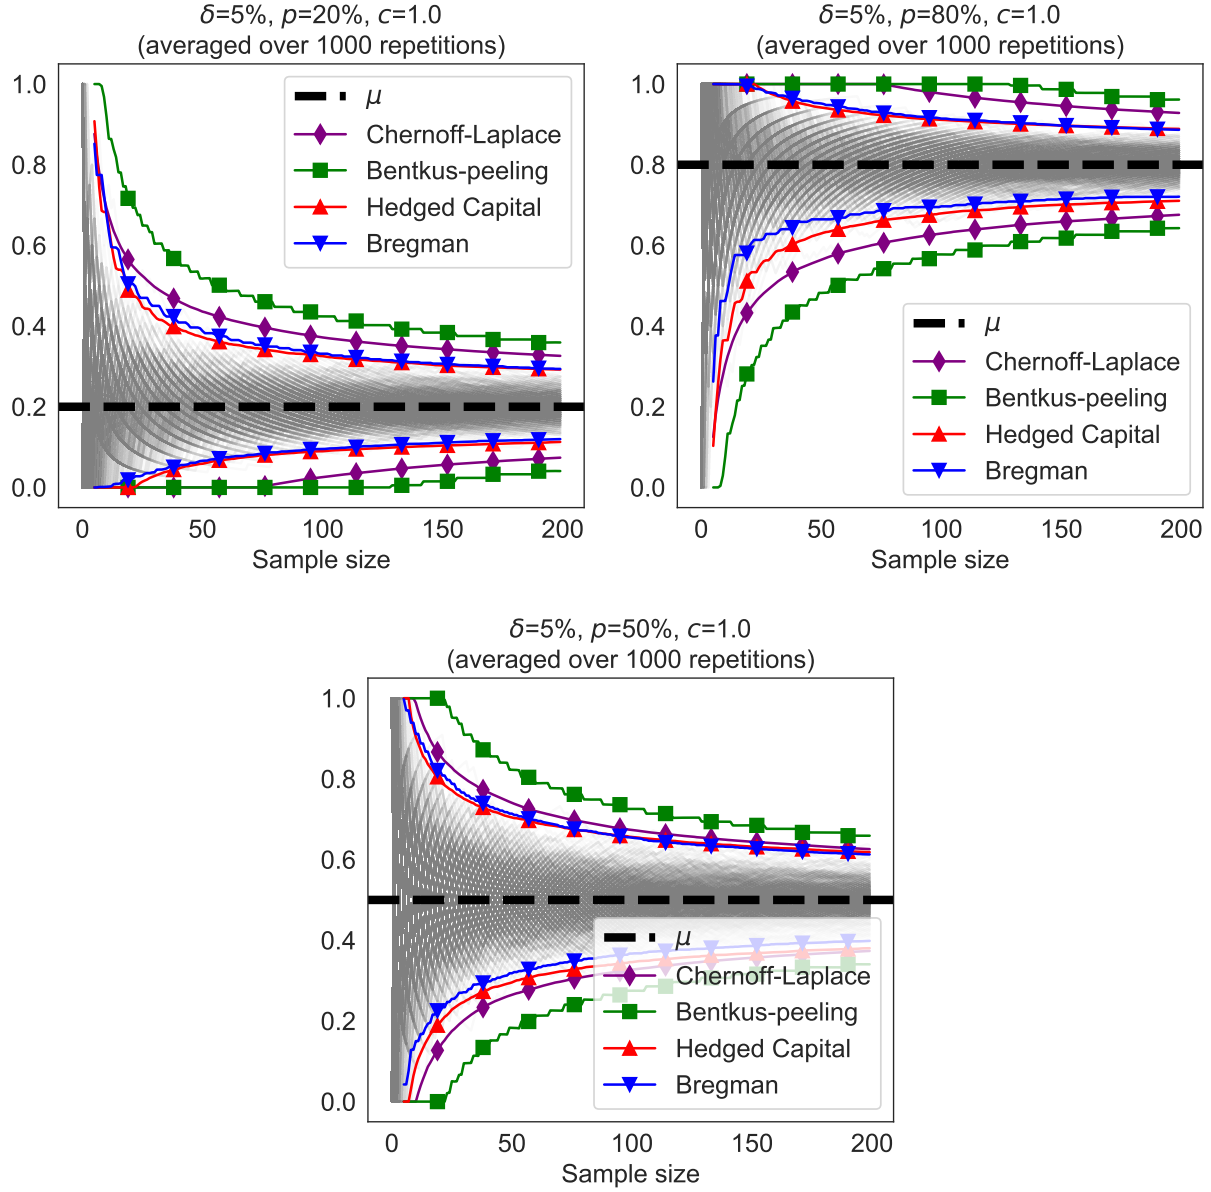 δ=5%, p=20%, c=1.0
(averaged over 1000 repetitions)
1.0
0.8
0.6
0.4
0.2
0.0
μ
Chernoff-Laplace
Bentkus-peeling
Hedged Capital
Bregman
0 50 100 150 200
Sample size
δ=5%, p=80%, c=1.0
(averaged over 1000 repetitions)
1.0
0.8
0.6
0.4
0.2
0.0
μ
Chernoff-Laplace
Bentkus-peeling
Hedged Capital
Bregman
0 50 100 150 200
Sample size
δ=5%, p=50%, c=1.0
(averaged over 1000 repetitions)
1.0
0.8
0.6
0.4
0.2
0.0
μ
Chernoff-Laplace
Bentkus-peeling
Hedged Capital
Bregman
0 50 100 150 200
Sample size